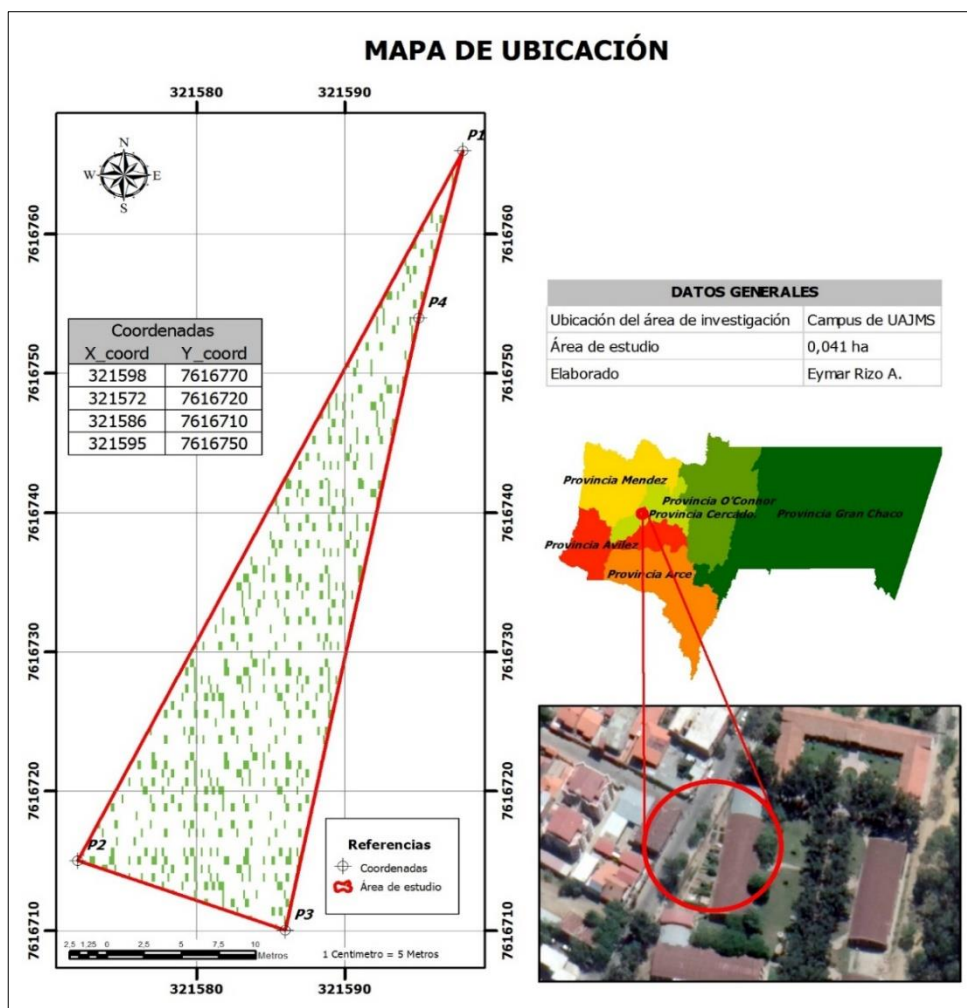 MAPA DE UBICACIÓN
321580 321590
P1
N
W E
S
7616760 7616760
P4
Coordenadas
X_coord Y_coord
321598 7616770
321572 7616720
321586 7616710
321595 7616750
7616750 7616750
7616740 7616740
7616730 7616730
7616720 7616720
P2
Referencias
Coordenadas
Área de estudio
P3
7616710 7616710
2,5 1,25 0 2,5 5 7,5 10
Metros
1 Centimetro = 5 Metros
321580 321590
DATOS GENERALES
Ubicación del área de investigación Campus de UAJMS
Área de estudio 0,041 ha
Elaborado Eymar Rizo A.
Provincia Mendez
Provincia O'Connor
Provincia Cercado
Provincia Gran Chaco
Provincia Aviléz
Provincia Arce